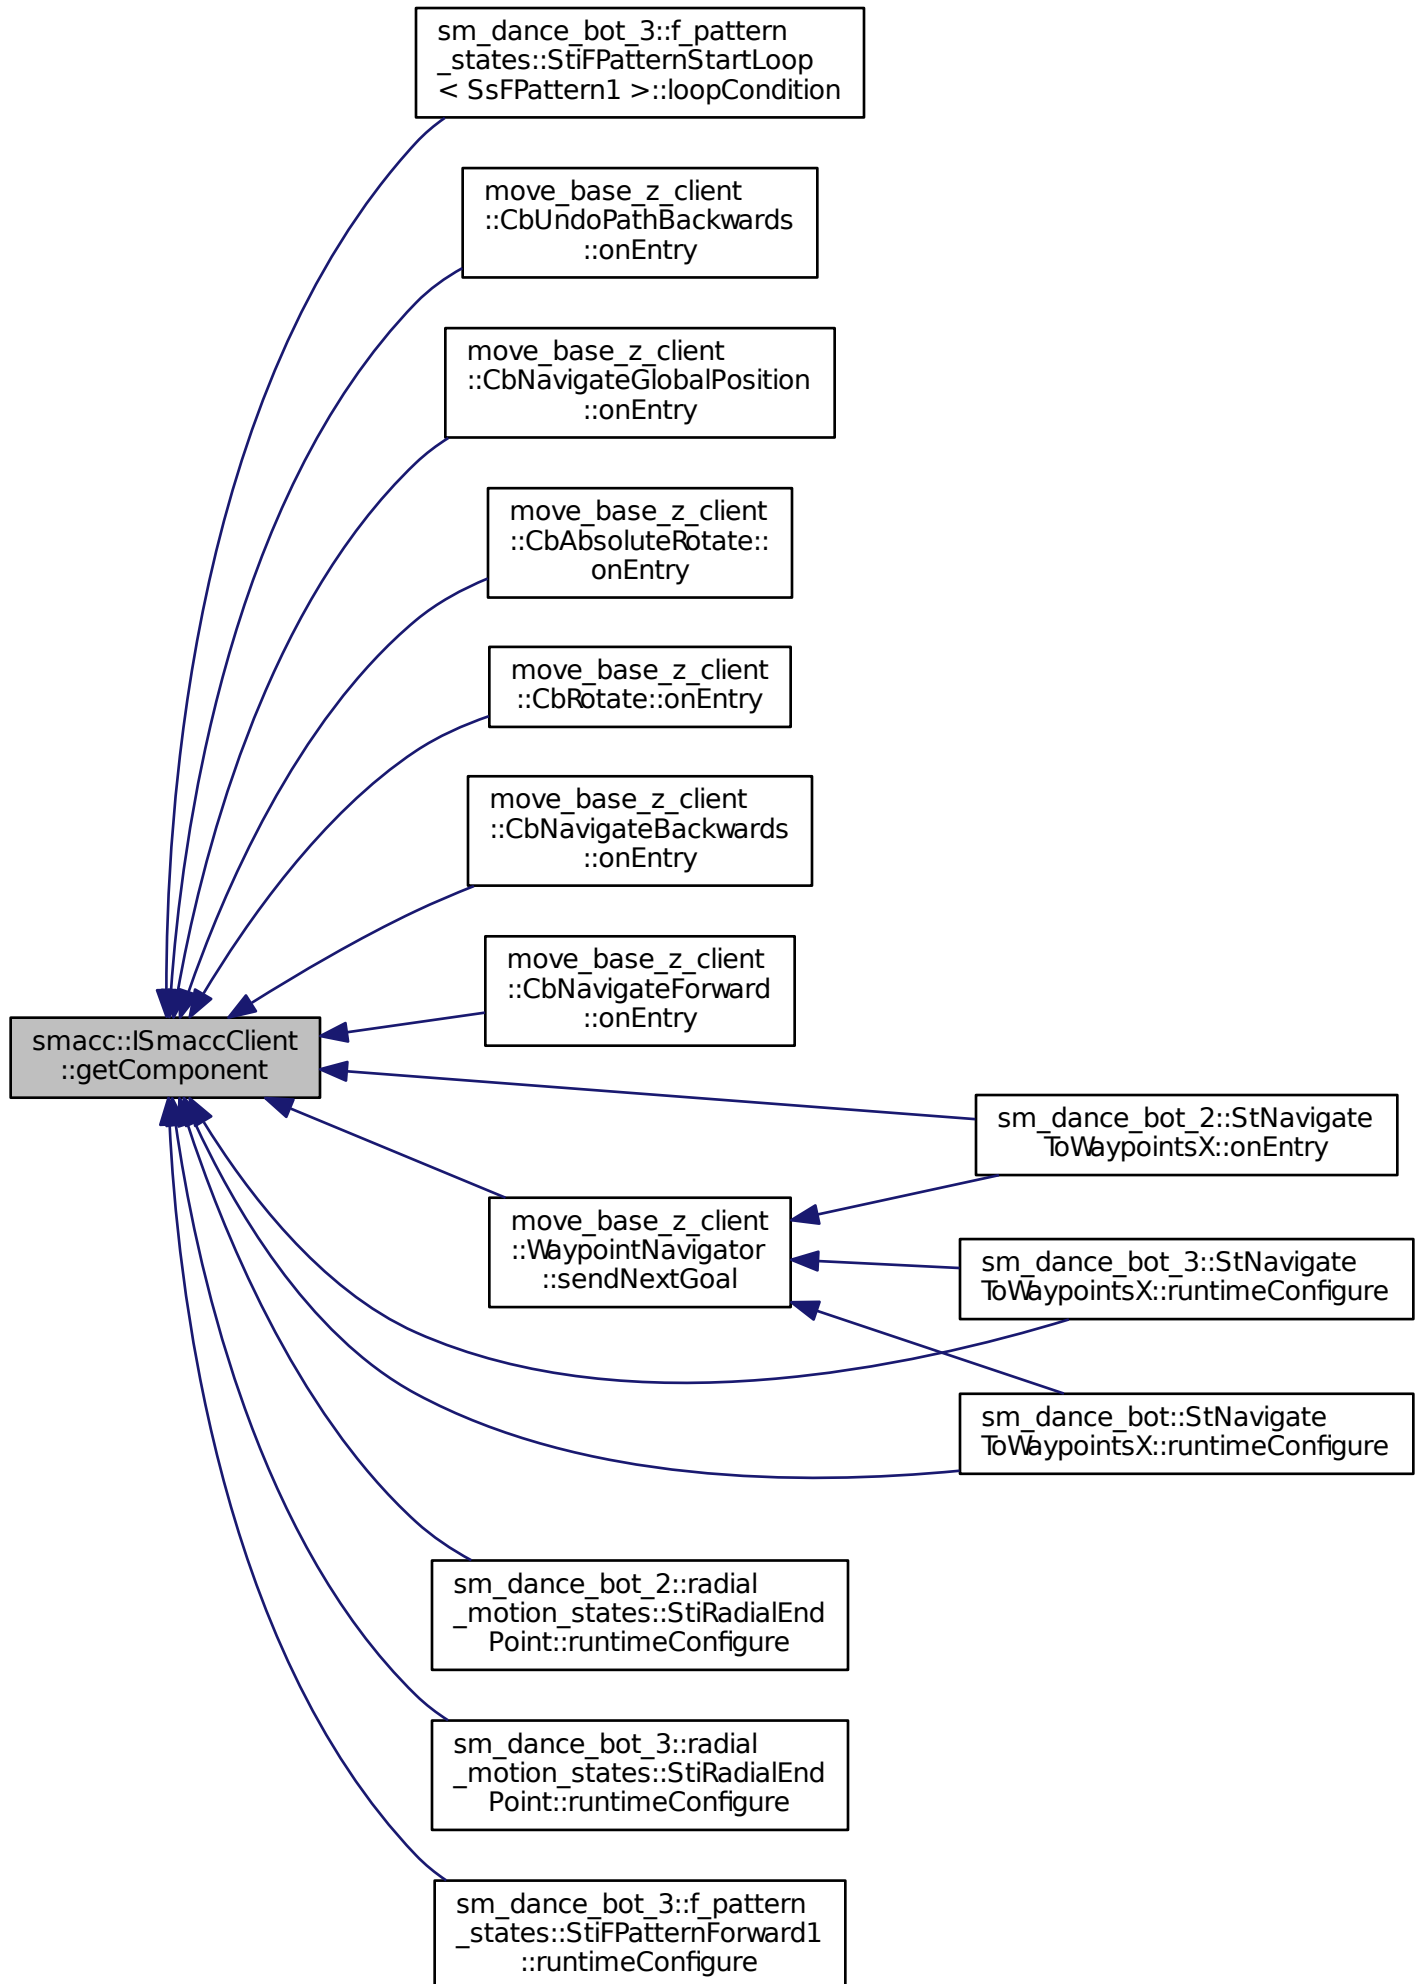 sm_dance_bot_3::f_pattern
_states::StiFPatternStartLoop
< SsFPattern1 >::loopCondition
move_base_z_client
::CbUndoPathBackwards
::onEntry
move_base_z_client
::CbNavigateGlobalPosition
::onEntry
move_base_z_client
::CbAbsoluteRotate::
onEntry
move_base_z_client
::CbRotate::onEntry
move_base_z_client
::CbNavigateBackwards
::onEntry
move_base_z_client
::CbNavigateForward
::onEntry
smacc::ISmaccClient
::getComponent
sm_dance_bot_2::StNavigate
ToWaypointsX::onEntry
move_base_z_client
::WaypointNavigator
::sendNextGoal
sm_dance_bot_3::StNavigate
ToWaypointsX::runtimeConfigure
sm_dance_bot::StNavigate
ToWaypointsX::runtimeConfigure
sm_dance_bot_2::radial
_motion_states::StiRadialEnd
Point::runtimeConfigure
sm_dance_bot_3::radial
_motion_states::StiRadialEnd
Point::runtimeConfigure
sm_dance_bot_3::f_pattern
_states::StiFPatternForward1
::runtimeConfigure